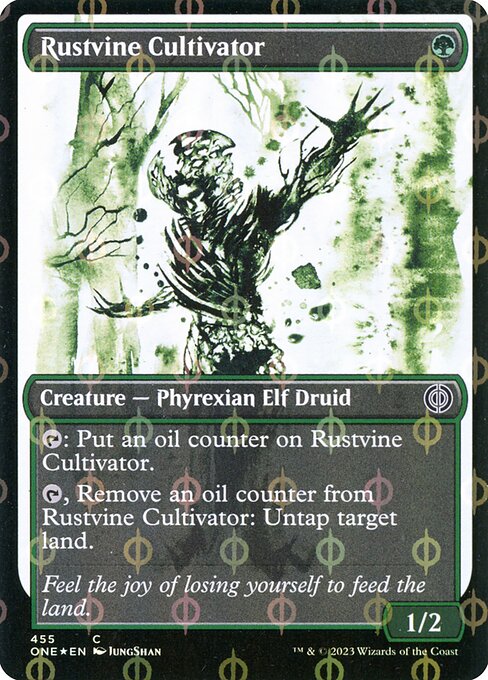 Rustvine Cultivator
Creature — Phyrexian Elf Druid
: Put an oil counter on Rustvine
Cultivator.
, Remove an oil counter from
Rustvine Cultivator: Untap target
land.
Feel the joy of losing yourself to feed the
land.
1/2
455 C
ONE★EN JUNGSHAN
™ & © 2023 Wizards of the Coast